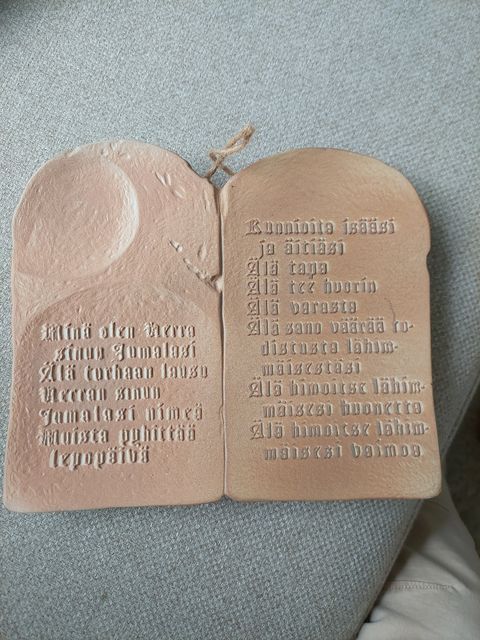 Minä olen Herra
sinun Jumalasi
Älä turhaan lausu
Herran sinun
Jumalasi nimeä
Muista pyhittää
lepopäivä
Kunnioita isääsi
ja äitiäsi
Älä tapa
Älä tee huorin
Älä varasta
Älä sano väärää to-
distusta lähim-
mäisestäsi
Älä himoitse lähim-
mäisesi huonetta
Älä himoitse lähim-
mäisesi vaimoa